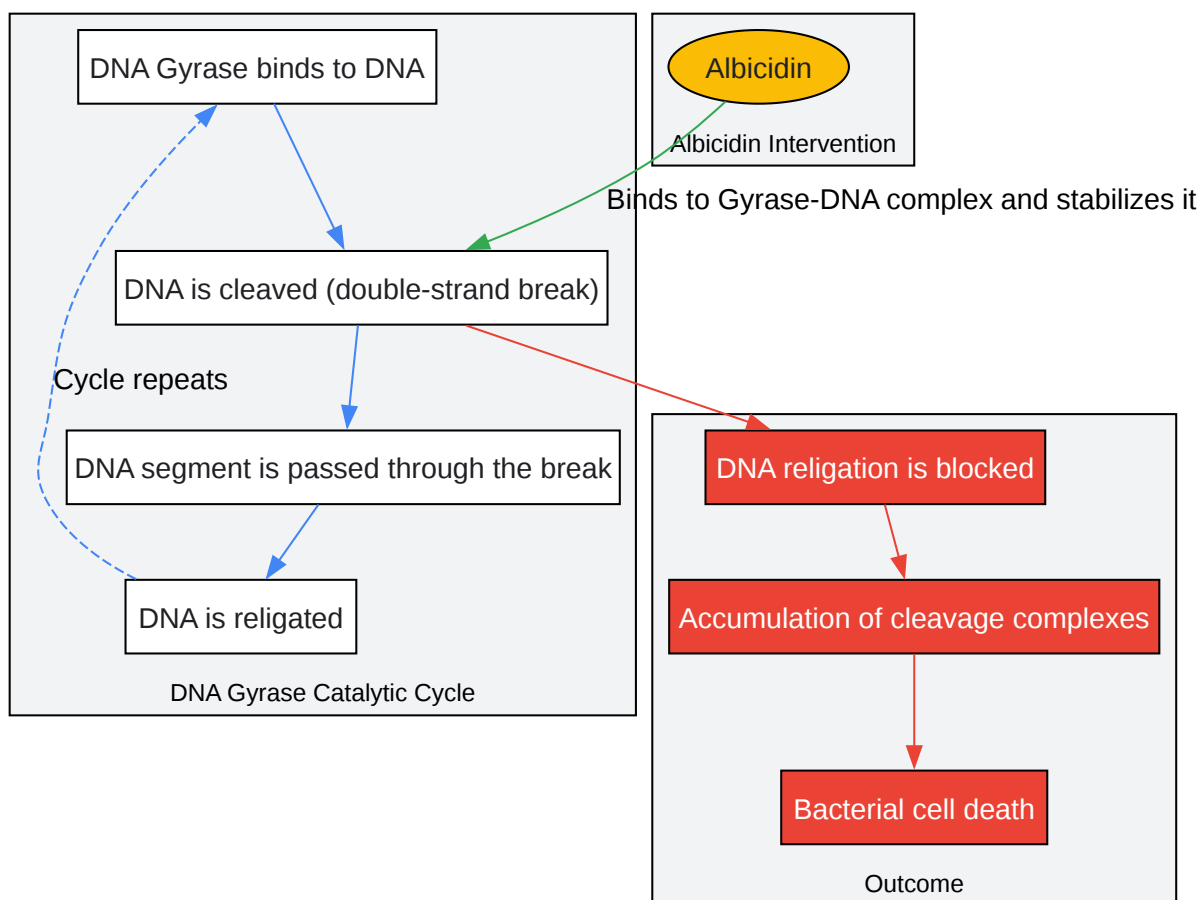 DNA Gyrase binds to DNA
Albicidin
Albicidin Intervention
Binds to Gyrase-DNA complex and stabilizes it
DNA is cleaved (double-strand break)
Cycle repeats
DNA segment is passed through the break
DNA is religated
DNA Gyrase Catalytic Cycle
DNA religation is blocked
Accumulation of cleavage complexes
Bacterial cell death
Outcome